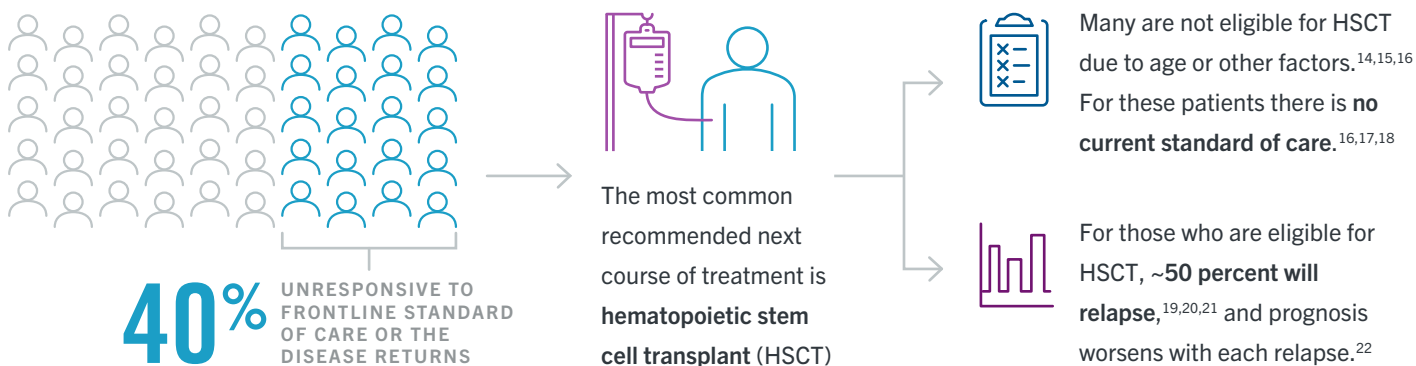 40%
UNRESPONSIVE TO
FRONTLINE STANDARD
OF CARE OR THE
DISEASE RETURNS
The most common
recommended next
course of treatment is
hematopoietic stem
cell transplant (HSCT)
Many are not eligible for HSCT
due to age or other factors.14,15,16
For these patients there is no
current standard of care.16,17,18
For those who are eligible for
HSCT, ~50 percent will
relapse,19,20,21 and prognosis
worsens with each relapse.22